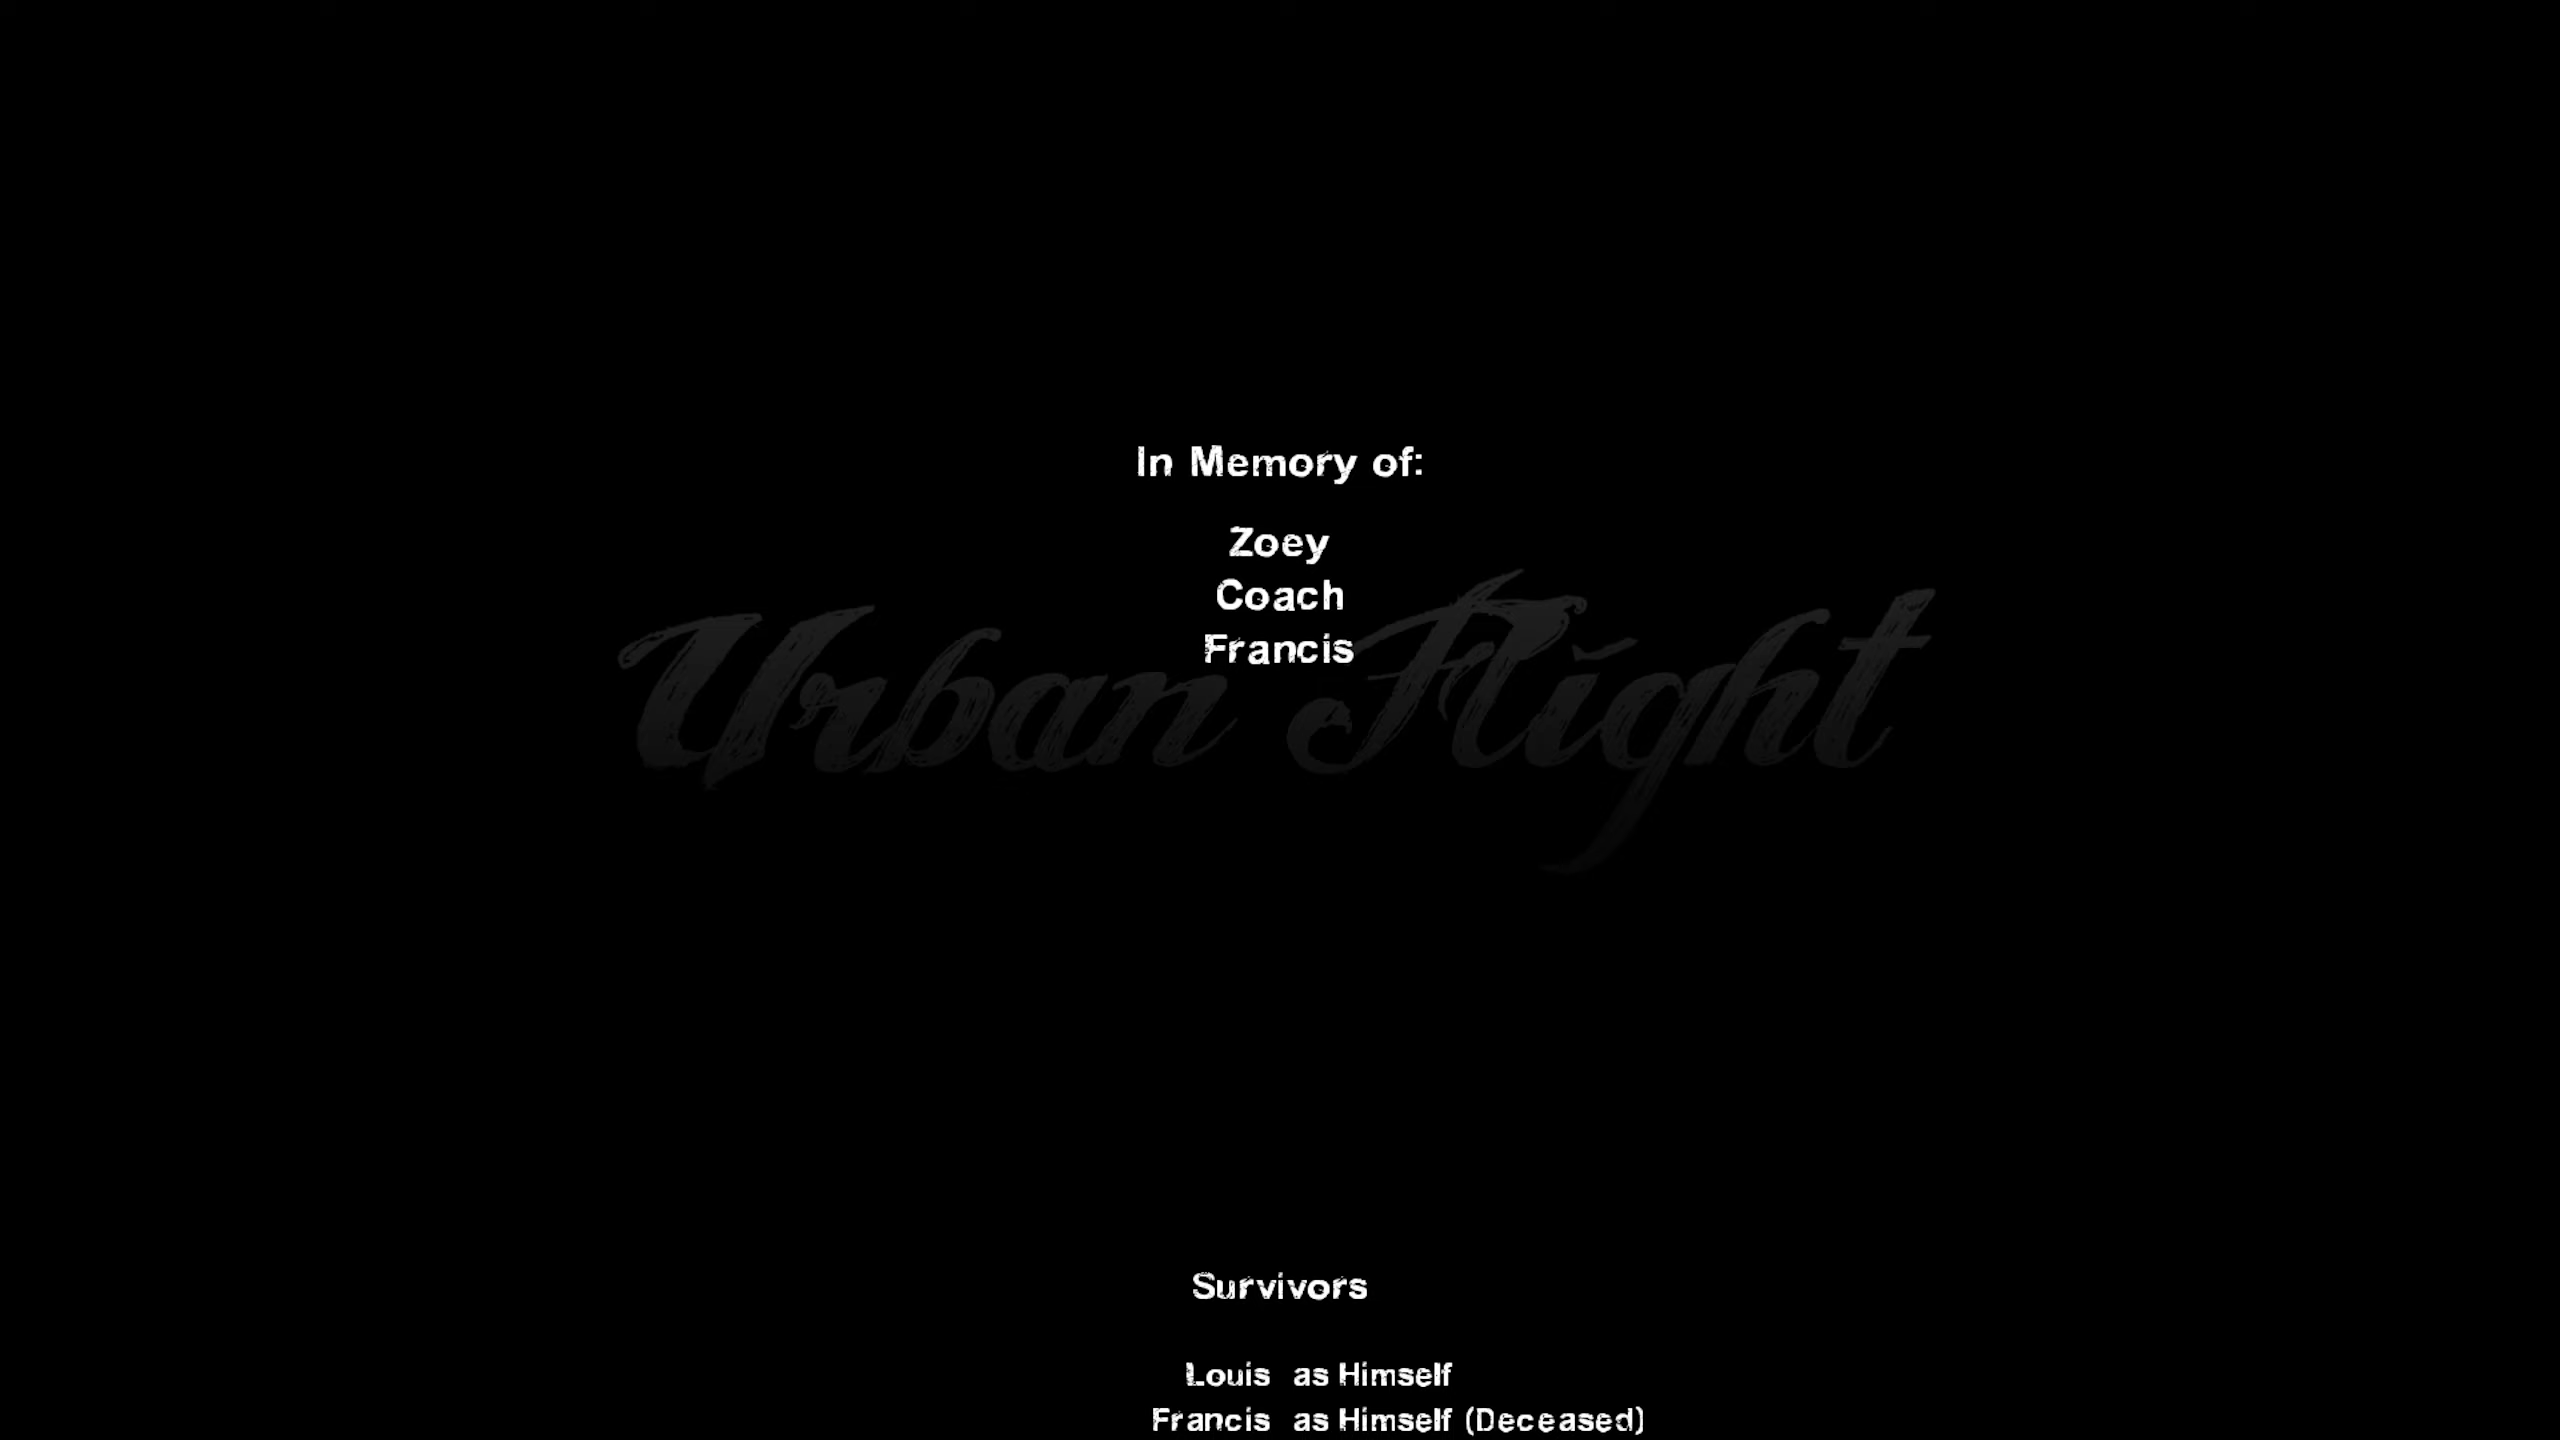 In Memory of:
Zoey
Coach
Francis
Urban Flight
Survivors
Louis as Himself
Francis as Himself (Deceased)